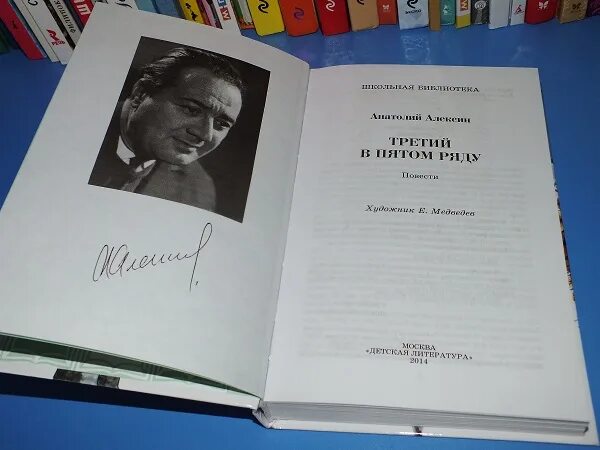 ШКОЛЬНАЯ БИБЛИОТЕКА
Анатолий Алексин
ТРЕТИЙ
В ПЯТОМ РЯДУ
Повести
Художник Е. Медведев
МОСКВА
«ДЕТСКАЯ ЛИТЕРАТУРА»
2014